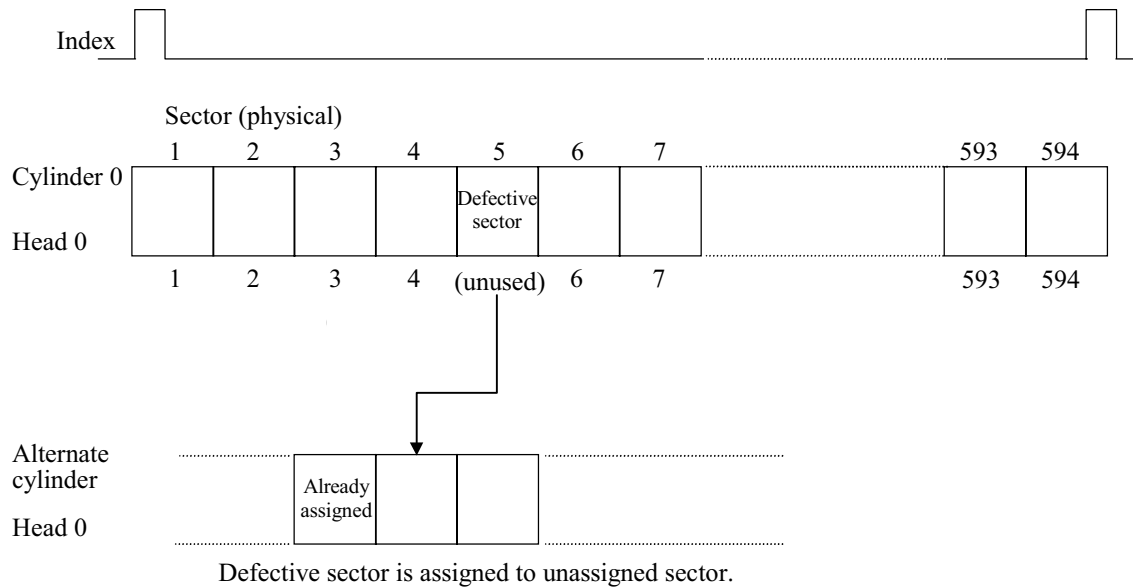 Index
Sector (physical)
1 2 3 4 5 6 7 593 594
Cylinder 0
Defective
sector
Head 0
1 2 3 4 (unused) 6 7 593 594
Alternate
cylinder
Already
assigned
Head 0
Defective sector is assigned to unassigned sector.